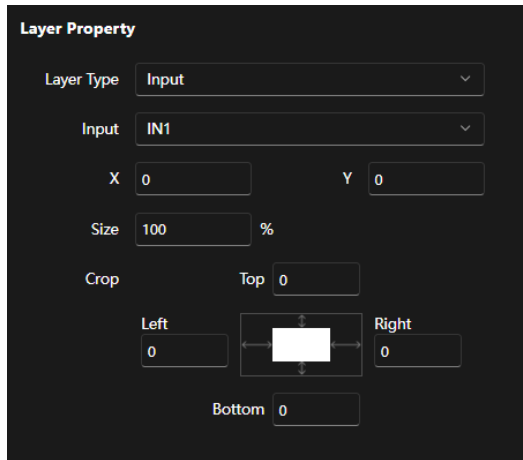 Layer Property
Layer Type Input
Input IN1
X 0 Y 0
Size 100 %
Crop Top 0
Left Right
0 0
Bottom 0